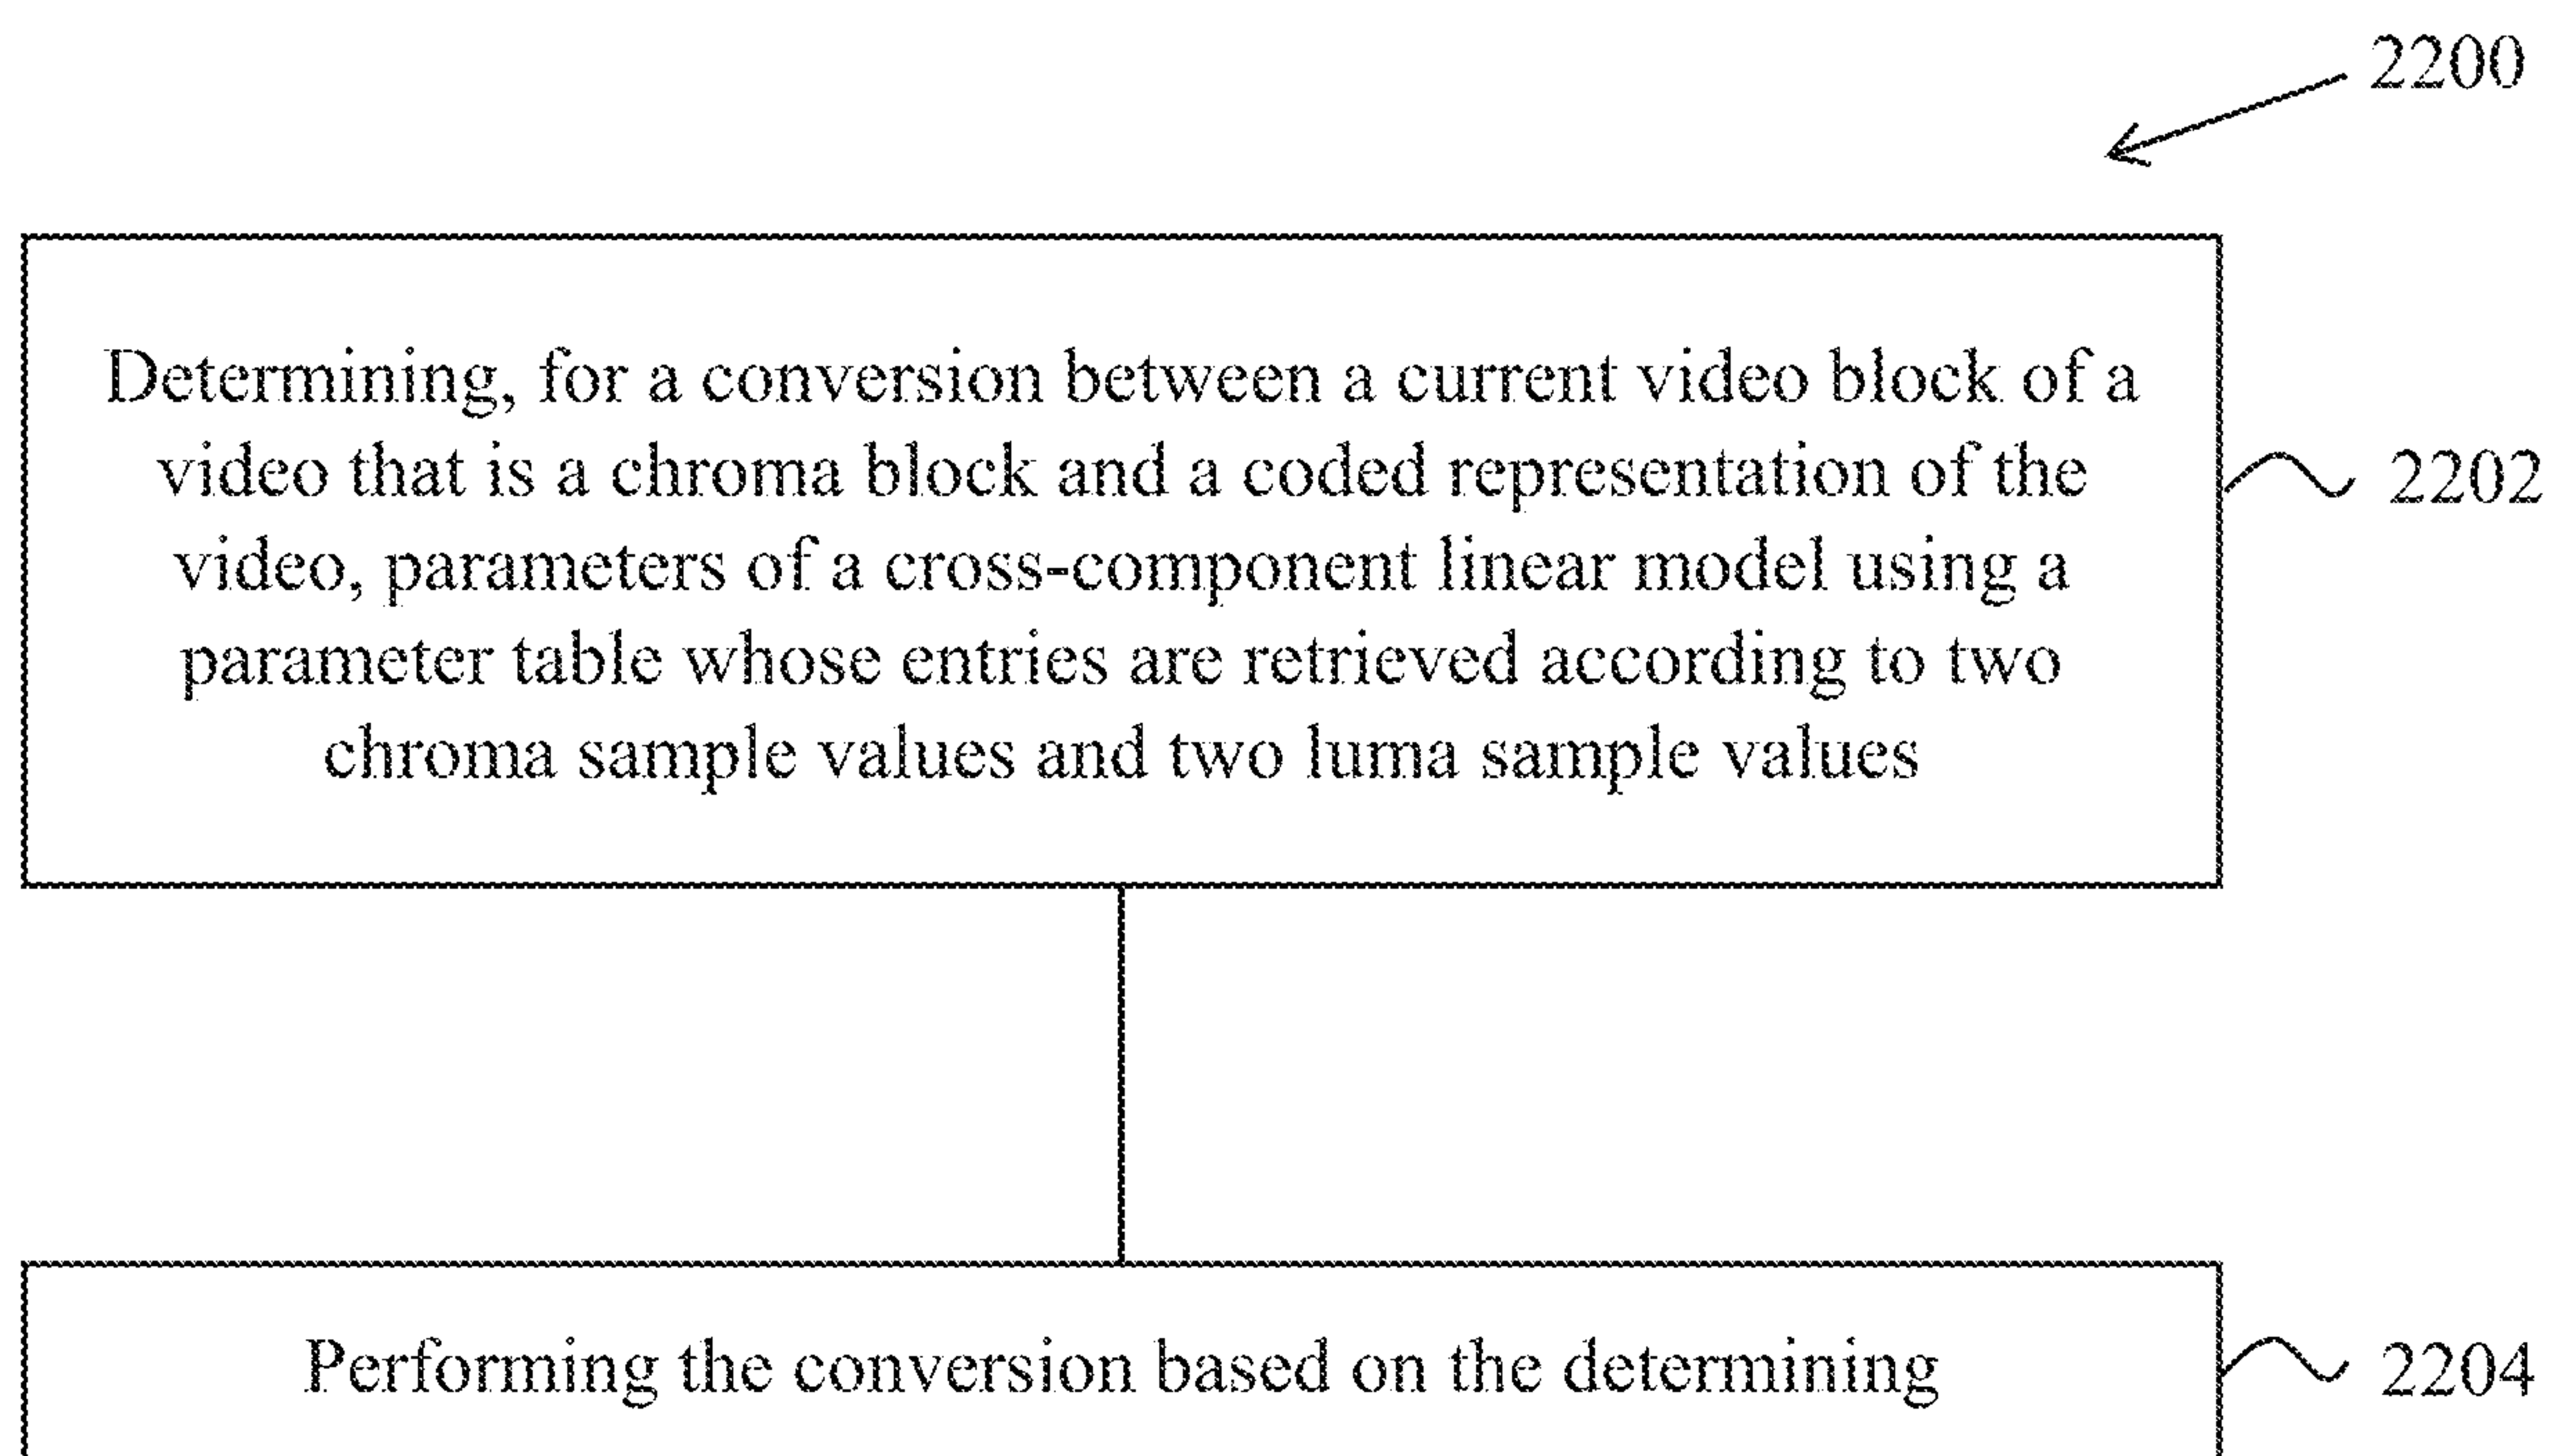 2200
Determining, for a conversion between a current video block of a
video that is a chroma block and a coded representation of the
video, parameters of a cross-component linear model using a
parameter table whose entries are retrieved according to two
chroma sample values and two luma sample values
2202
Performing the conversion based on the determining
2204